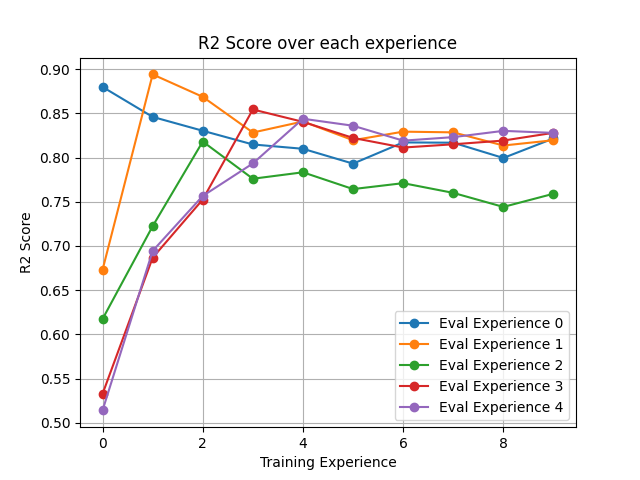 R2 Score over each experience
R2 Score
0.90
0.85
0.80
0.75
0.70
0.65
0.60
0.55
0.50
0
2
4
6
8
Training Experience
Eval Experience 0
Eval Experience 1
Eval Experience 2
Eval Experience 3
Eval Experience 4